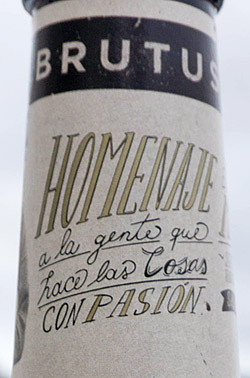 BRUTUS
HOMENAJE
a la gente que
hace las Cosas
CON PASIÓN.